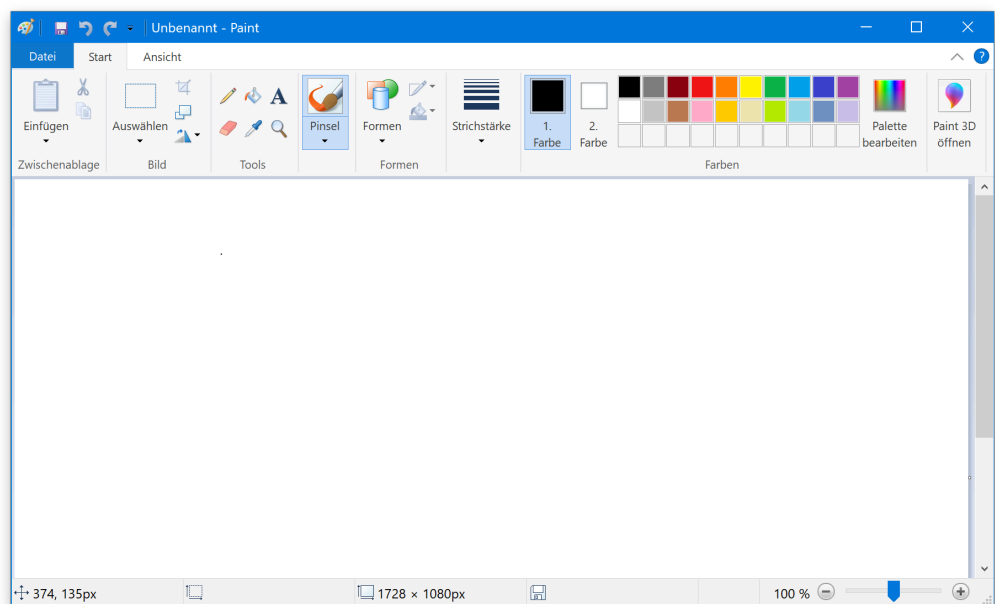 Unbenannt - Paint
Datei Start Ansicht
Einfügen
Auswählen
Pinsel
Formen
Strichstärke
1.
Farbe
2.
Farbe
Palette
bearbeiten
Paint 3D
öffnen
Zwischenablage
Bild
Tools
Formen
Farben
374, 135px
1728 × 1080px
100 %